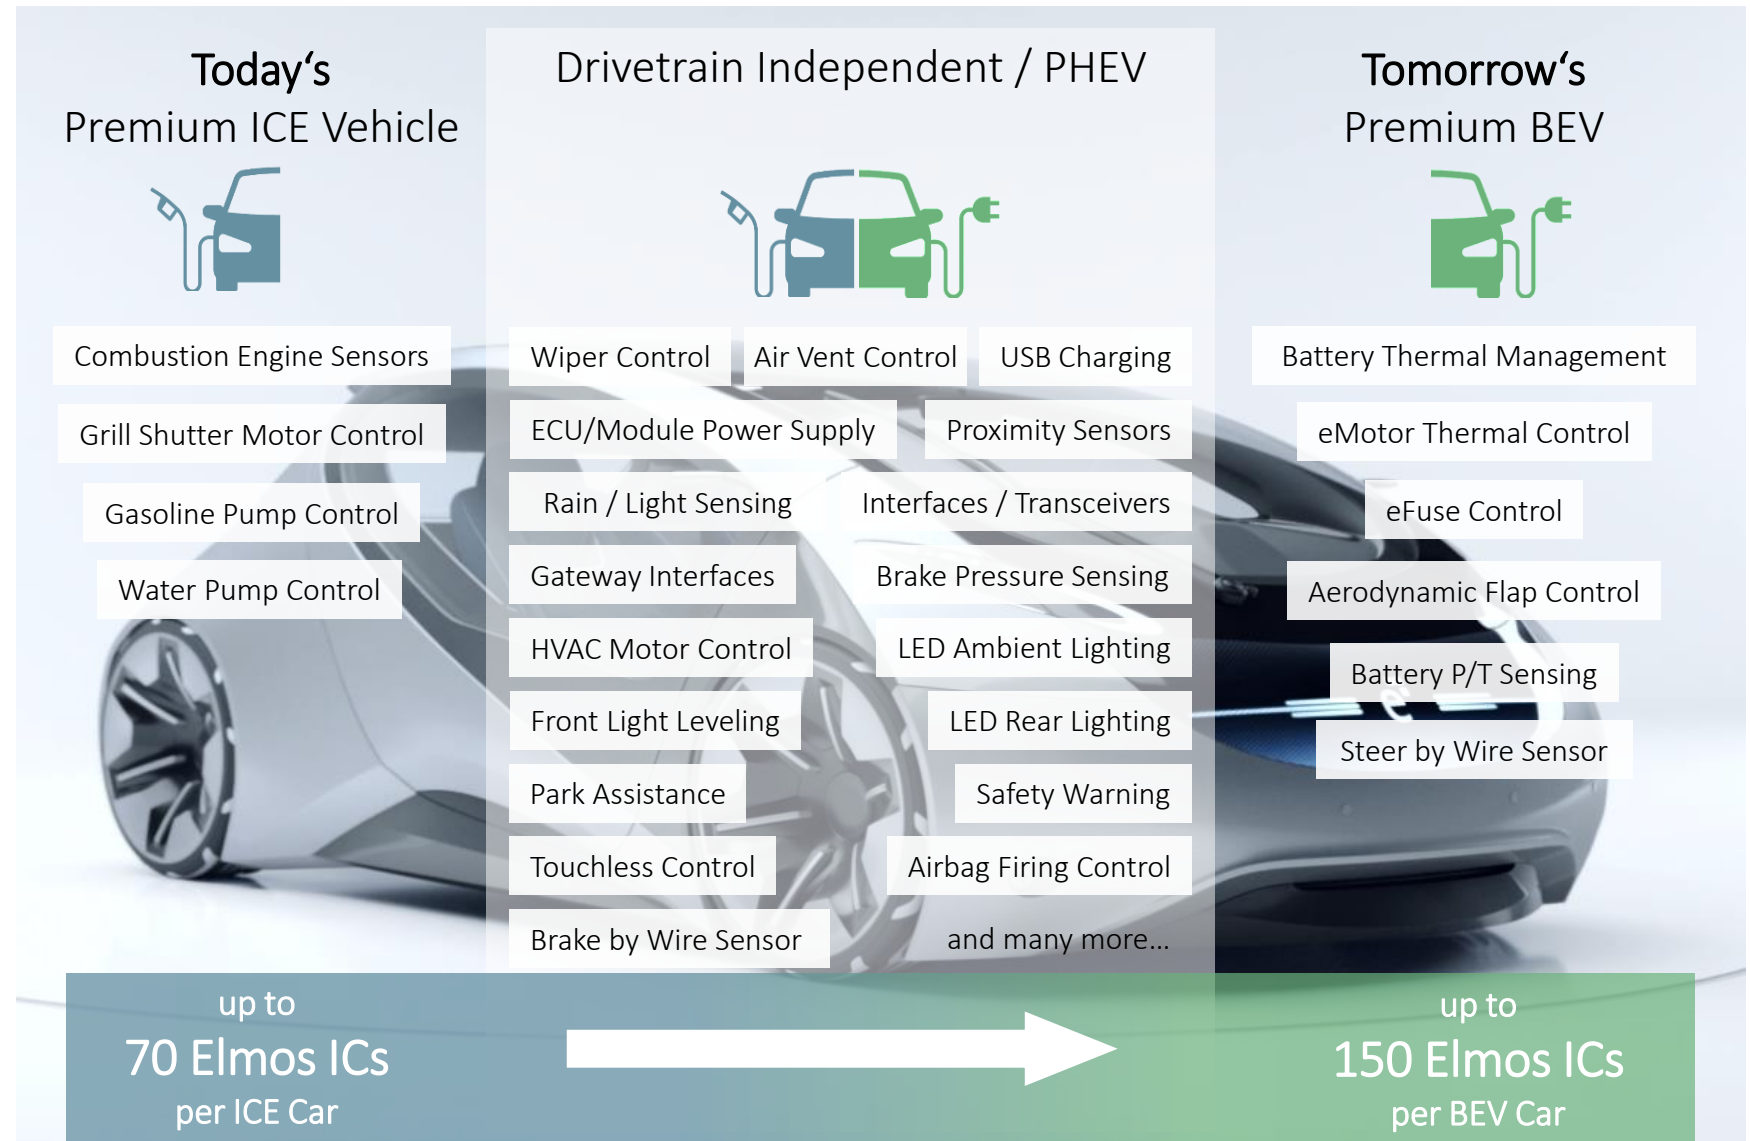 Today‘s
Premium ICE Vehicle
Combustion Engine Sensors
Grill Shutter Motor Control
Gasoline Pump Control
Water Pump Control
Drivetrain Independent / PHEV
Wiper Control
Air Vent Control
USB Charging
ECU/Module Power Supply
Proximity Sensors
Rain / Light Sensing
Interfaces / Transceivers
Gateway Interfaces
Brake Pressure Sensing
HVAC Motor Control
LED Ambient Lighting
Front Light Leveling
LED Rear Lighting
Park Assistance
Safety Warning
Touchless Control
Airbag Firing Control
Brake by Wire Sensor
and many more...
Tomorrow‘s
Premium BEV
Battery Thermal Management
eMotor Thermal Control
eFuse Control
Aerodynamic Flap Control
Battery P/T Sensing
Steer by Wire Sensor
up to
70 Elmos ICs
per ICE Car
up to
150 Elmos ICs
per BEV Car